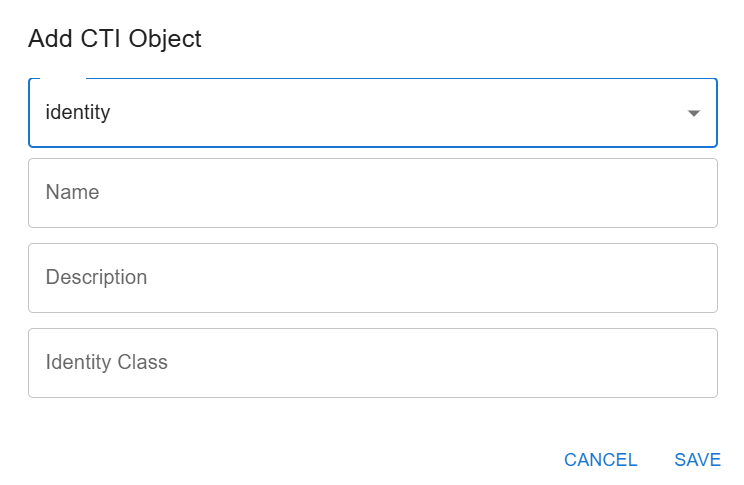 Add CTI Object
identity
Name
Description
Identity Class
CANCEL SAVE